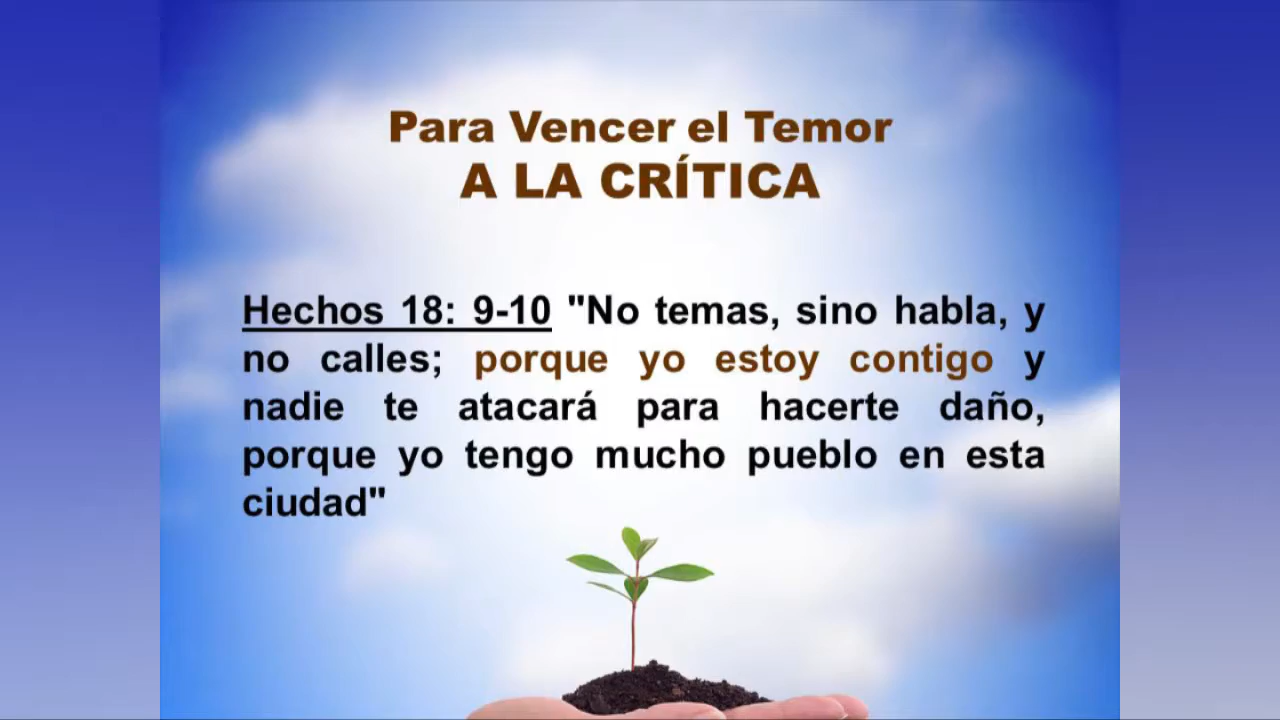 Para Vencer el Temor
A LA CRÍTICA
Hechos 18: 9-10 "No temas, sino habla, y
no calles; porque yo estoy contigo y
nadie te atacará para hacerte daño,
porque yo tengo mucho pueblo en esta
ciudad"